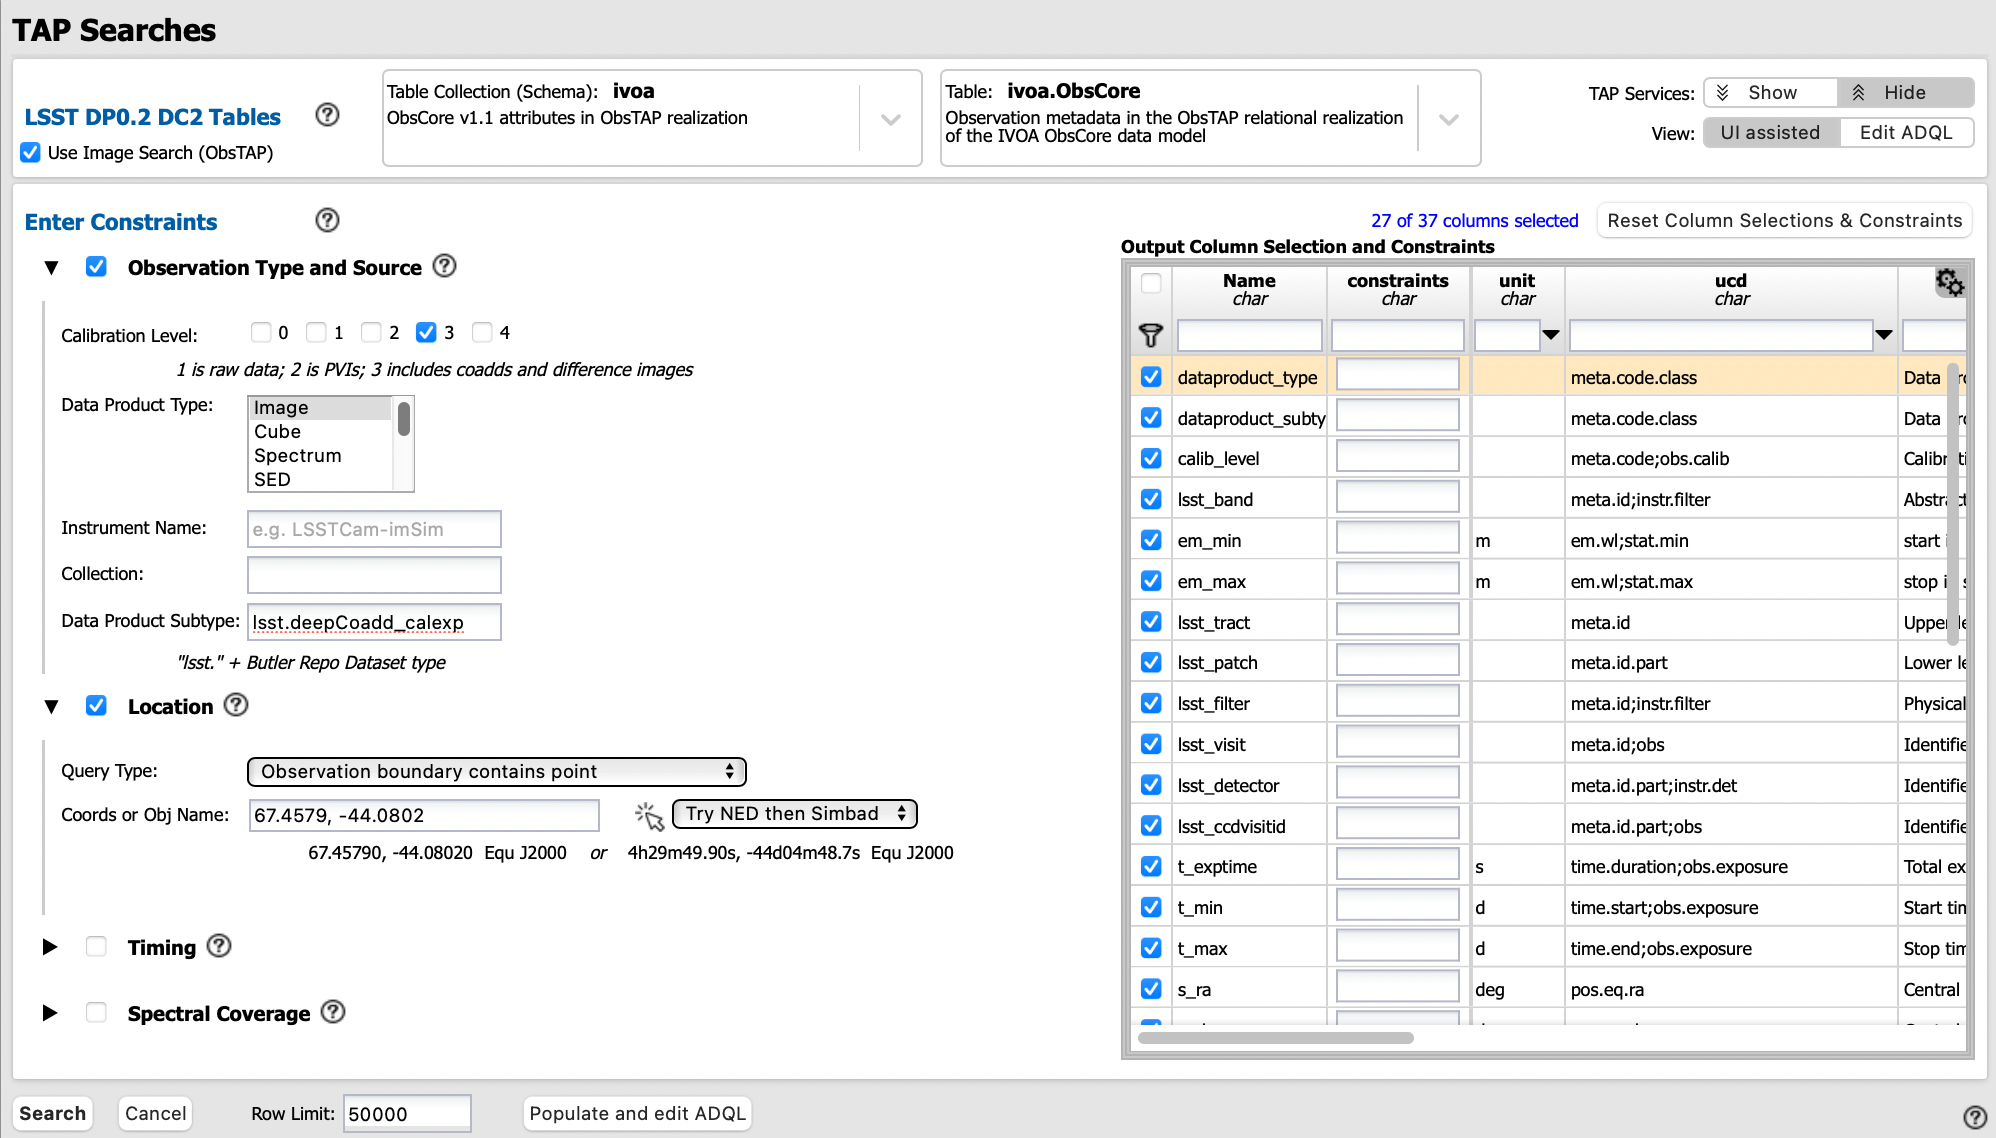 TAP Searches
LSST DP0.2 DC2 Tables
Use Image Search (ObsTAP)
Table Collection (Schema): ivoa
ObsCore v1.1 attributes in ObsTAP realization
Table: ivoa.ObsCore
Observation metadata in the ObsTAP relational realization
of the IVOA ObsCore data model
TAP Services: Show Hide
View: UI assisted Edit ADQL
Enter Constraints
Observation Type and Source
Calibration Level: 0 1 2 3 4
1 is raw data; 2 is PVIs; 3 includes coadds and difference images
Data Product Type:
Image
Cube
Spectrum
SED
Instrument Name: e.g. LSSTCam-imSim
Collection:
Data Product Subtype: lsst.deepCoadd_calexp
"lsst." + Butler Repo Dataset type
Location
Query Type: Observation boundary contains point
Coords or Obj Name: 67.4579, -44.0802 Try NED then Simbad
67.45790, -44.08020 Equ J2000 or 4h29m49.90s, -44d04m48.7s Equ J2000
Timing
Spectral Coverage
27 of 37 columns selected Reset Column Selections & Constraints
Output Column Selection and Constraints
Name constraints unit ucd
char char char char
dataproduct_type meta.code.class Data
dataproduct_subty meta.code.class Data
calib_level meta.code;obs.calib
lsst_band meta.id;instr.filter
em_min m em.wl;stat.min start
em_max m em.wl;stat.max stop
lsst_tract meta.id
lsst_patch meta.id.part Lower
lsst_filter meta.id;instr.filter Physical
lsst_visit meta.id;obs Identifie
lsst_detector meta.id.part;instr.det Identifie
lsst_ccdvisitid meta.id.part;obs Identifie
t_exptime s time.duration;obs.exposure Total ex
t_min d time.start;obs.exposure Start tim
t_max d time.end;obs.exposure Stop tim
s_ra deg pos.eq.ra Central
Search Cancel Row Limit: 50000 Populate and edit ADQL